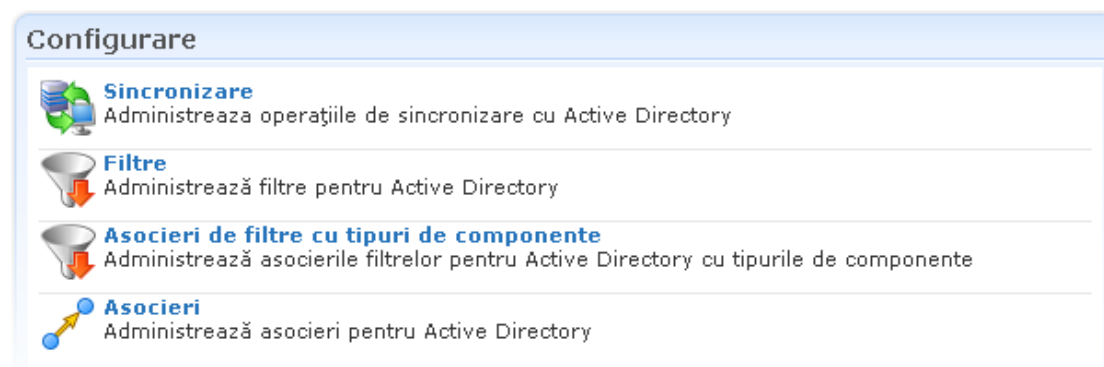 Configurare
Sincronizare
Administreaza operaţiile de sincronizare cu Active Directory
Filtre
Administrează filtre pentru Active Directory
Asocieri de filtre cu tipuri de componente
Administrează asocierile filtrelor pentru Active Directory cu tipurile de componente
Asocieri
Administrează asocieri pentru Active Directory